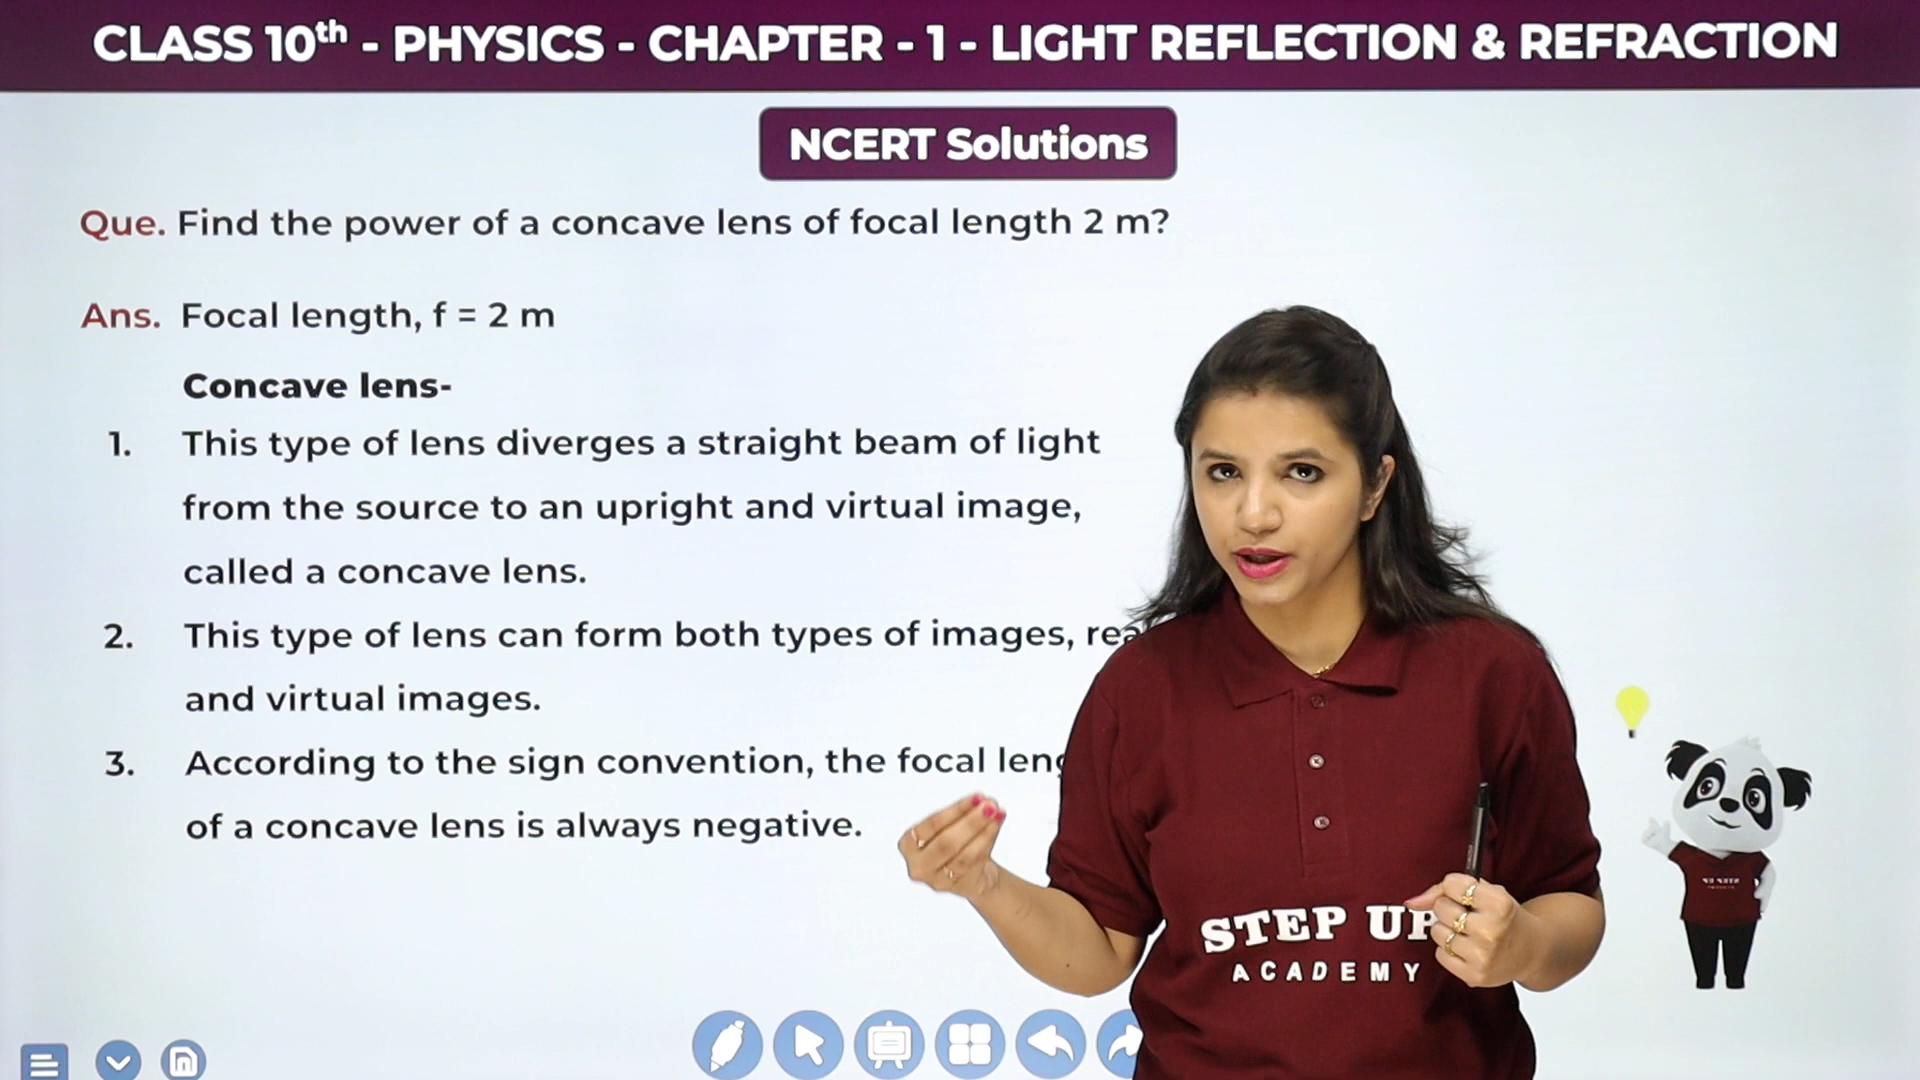 CLASS 10th - PHYSICS - CHAPTER - 1 - LIGHT REFLECTION & REFRACTION
NCERT Solutions
Que. Find the power of a concave lens of focal length 2 m?
Ans. Focal length, f = 2 m
Concave lens-
1. This type of lens diverges a straight beam of light
from the source to an upright and virtual image,
called a concave lens.
2. This type of lens can form both types of images,
and virtual images.
3. According to the sign convention, the focal
of a concave lens is always negative.
STEP UP
ACADEMY